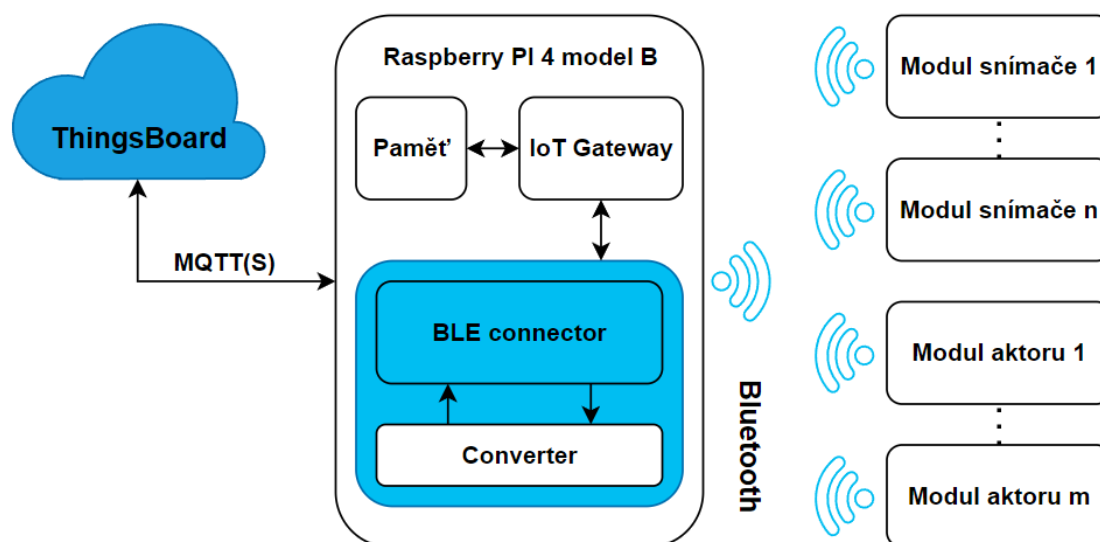 ThingsBoard
MQTT(S)
Raspberry PI 4 model B
Paměť
IoT Gateway
BLE connector
Converter
Bluetooth
Modul snímače 1
Modul snímače n
Modul aktoru 1
Modul aktoru m